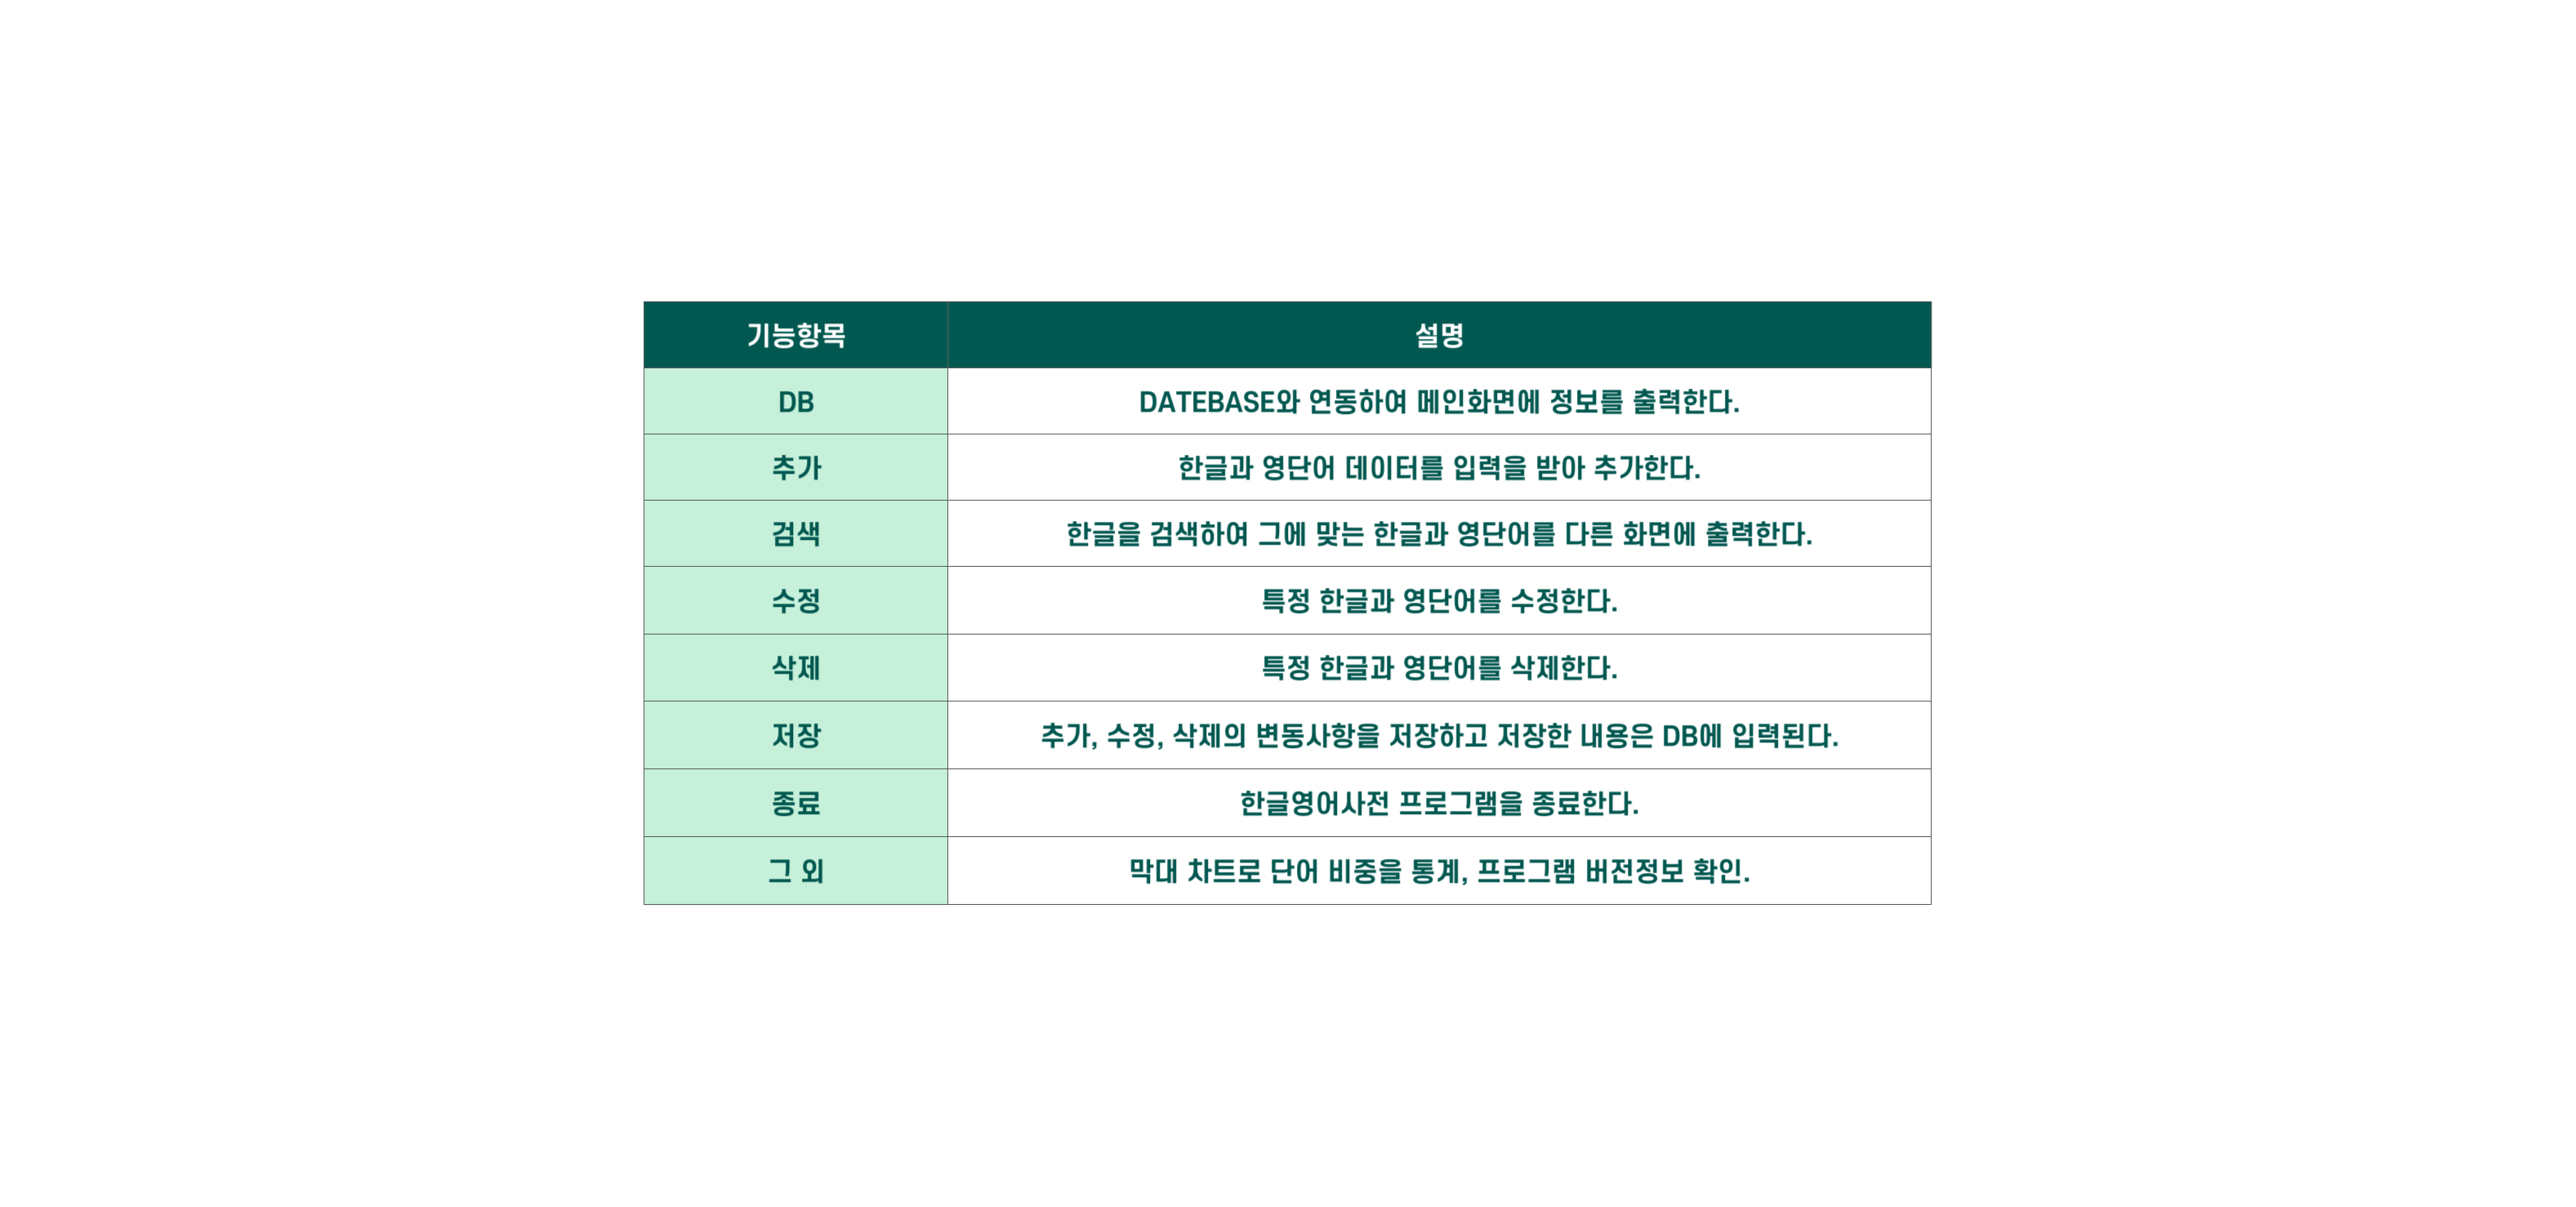 기능항목 설명
DB DATEBASE와 연동하여 메인화면에 정보를 출력한다.
추가 한글과 영단어 데이터를 입력을 받아 추가한다.
검색 한글을 검색하여 그에 맞는 한글과 영단어를 다른 화면에 출력한다.
수정 특정 한글과 영단어를 수정한다.
삭제 특정 한글과 영단어를 삭제한다.
저장 추가, 수정, 삭제의 변동사항을 저장하고 저장한 내용은 DB에 입력된다.
종료 한글영어사전 프로그램을 종료한다.
그 외 막대 차트로 단어 비중을 통계, 프로그램 버전정보 확인.